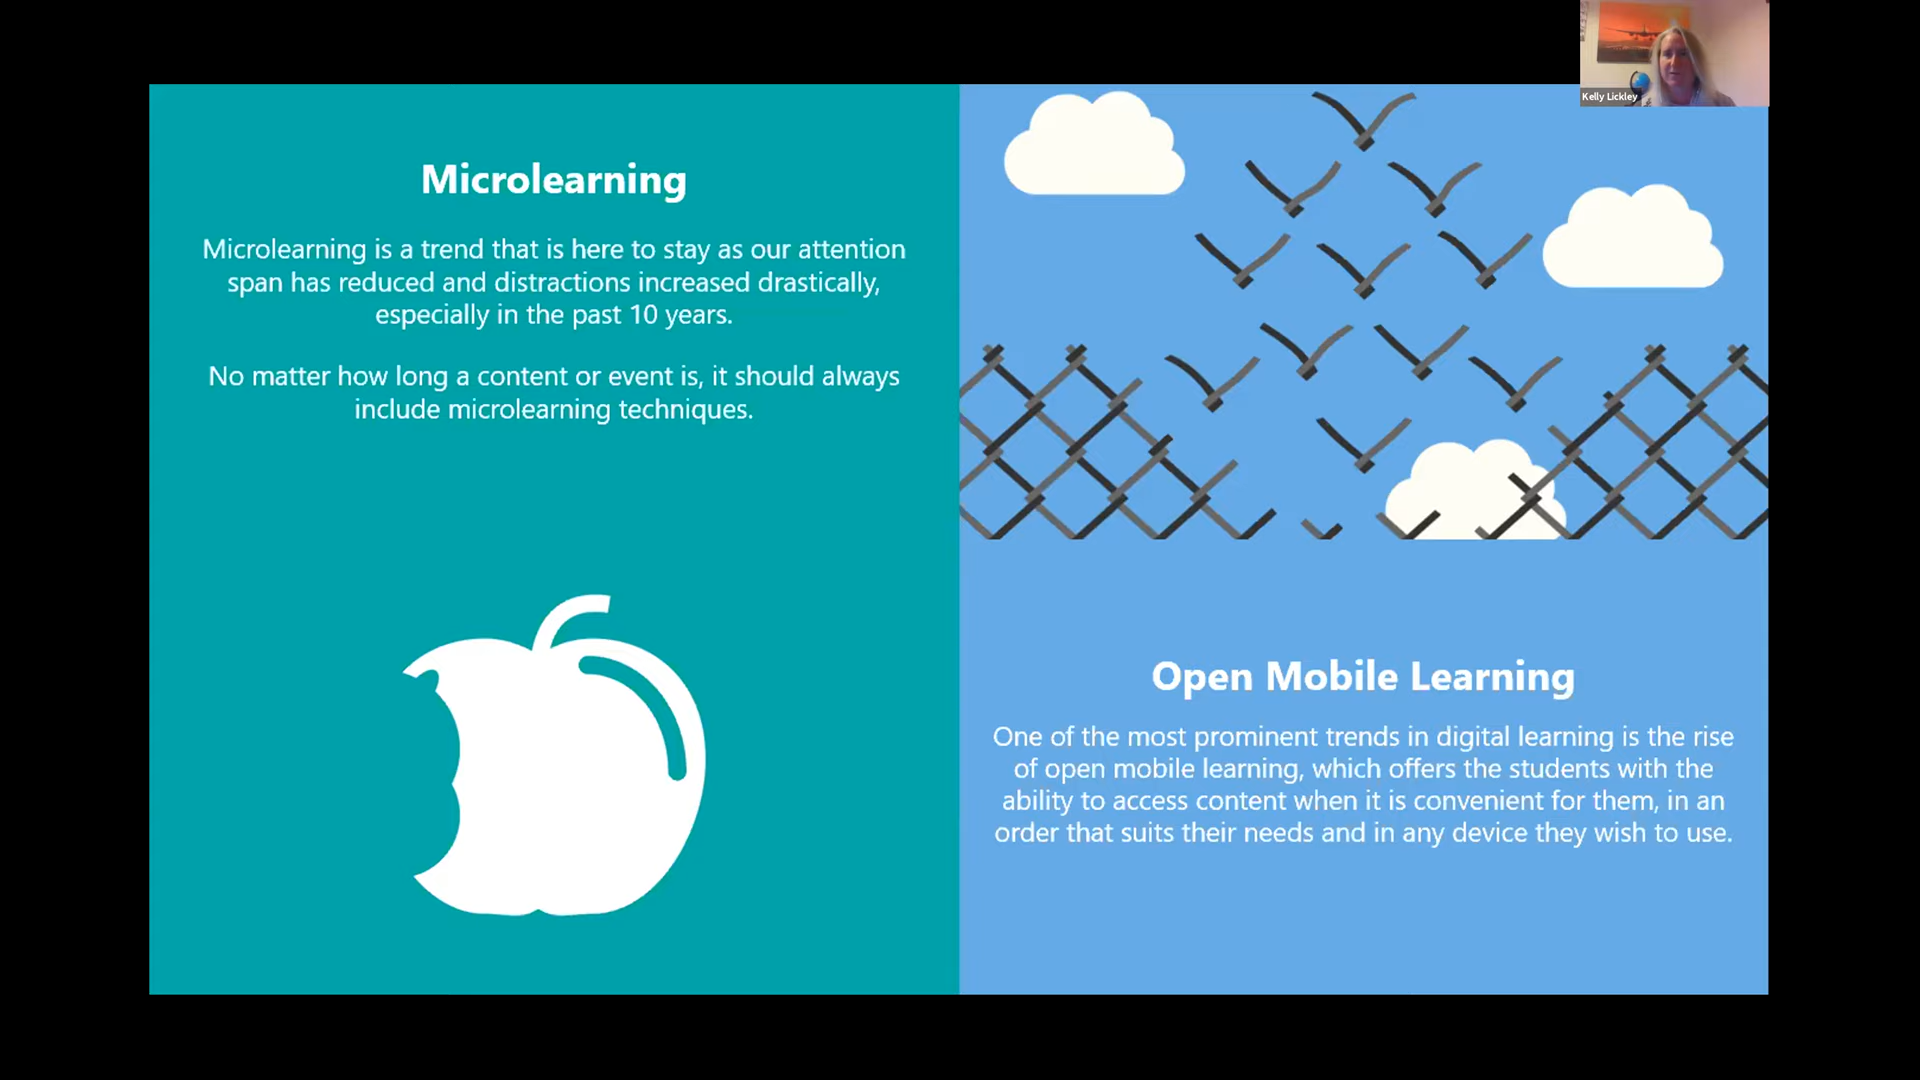 Kelly Lickley
Microlearning
Microlearning is a trend that is here to stay as our attention
span has reduced and distractions increased drastically,
especially in the past 10 years.
No matter how long a content or event is, it should always
include microlearning techniques.
Open Mobile Learning
One of the most prominent trends in digital learning is the rise
of open mobile learning, which offers the students with the
ability to access content when it is convenient for them, in an
order that suits their needs and in any device they wish to use.